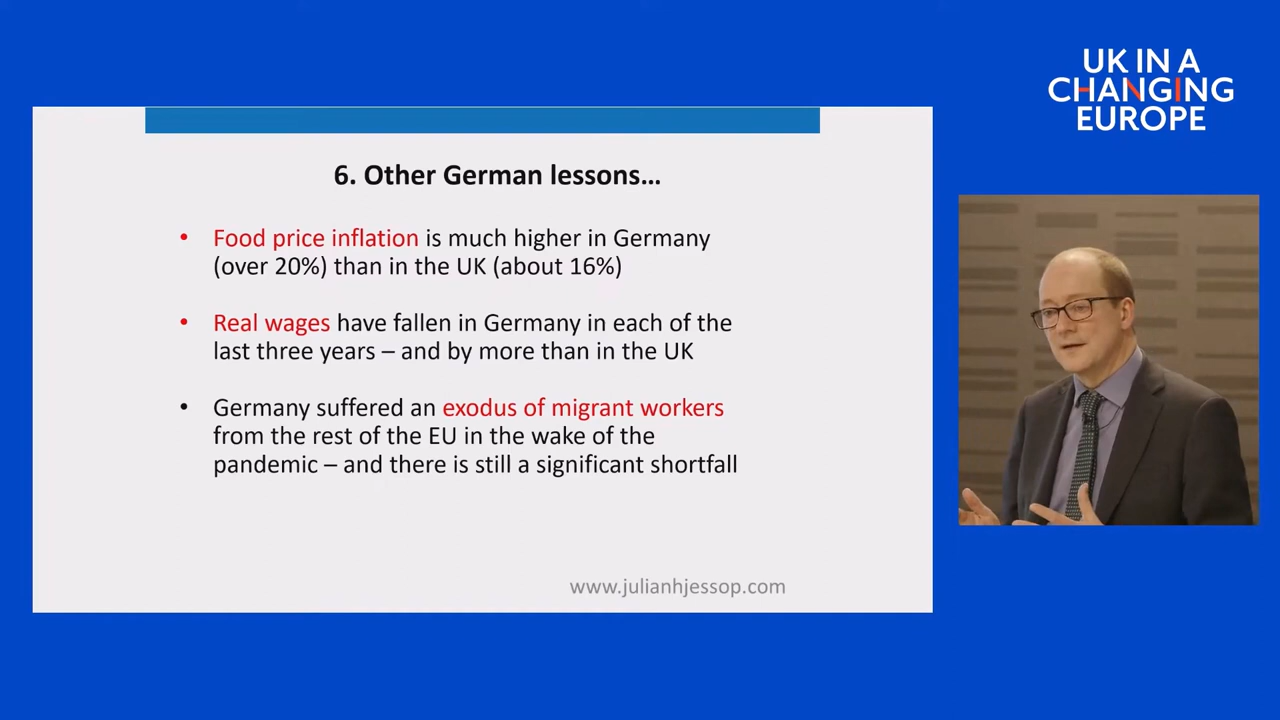 UK IN A
CHANGING
EUROPE
6. Other German lessons…
• Food price inflation is much higher in Germany
(over 20%) than in the UK (about 16%)
• Real wages have fallen in Germany in each of the
last three years – and by more than in the UK
• Germany suffered an exodus of migrant workers
from the rest of the EU in the wake of the
pandemic – and there is still a significant shortfall
www.julianhjessop.com